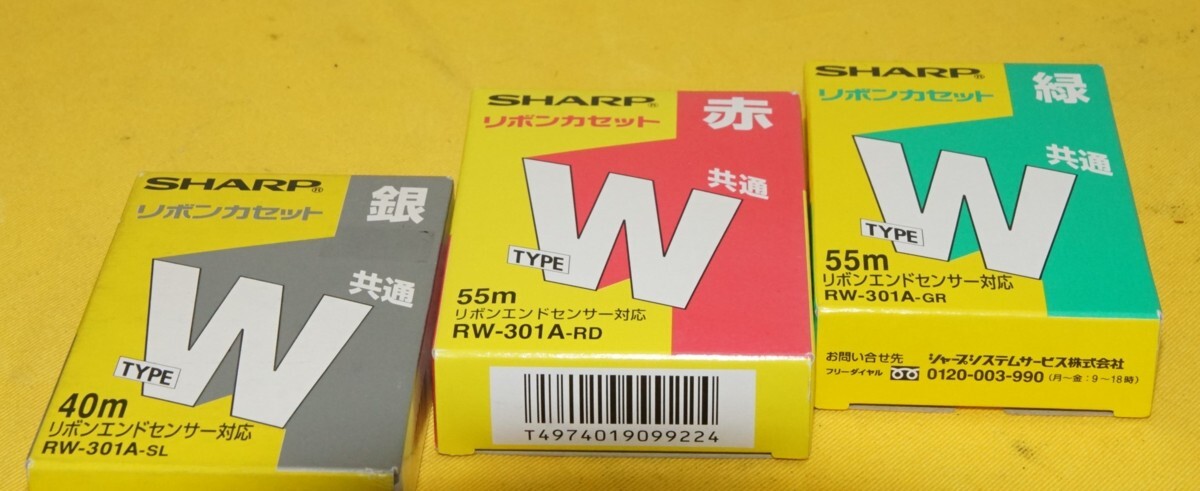 SHARP®
リボンカセット
銀
共通
W
TYPE
40m
リボンエンドセンサー対応
RW-301A-SL
SHARP®
リボンカセット
赤
共通
W
TYPE
55m
リボンエンドセンサー対応
RW-301A-RD
T4974019099224
SHARP®
リボンカセット
緑
共通
W
TYPE
55m
リボンエンドセンサー対応
RW-301A-GR
お問い合せ先 シャープシステムサービス株式会社
フリーダイヤル 0120-003-990 (月～金：9～18時)